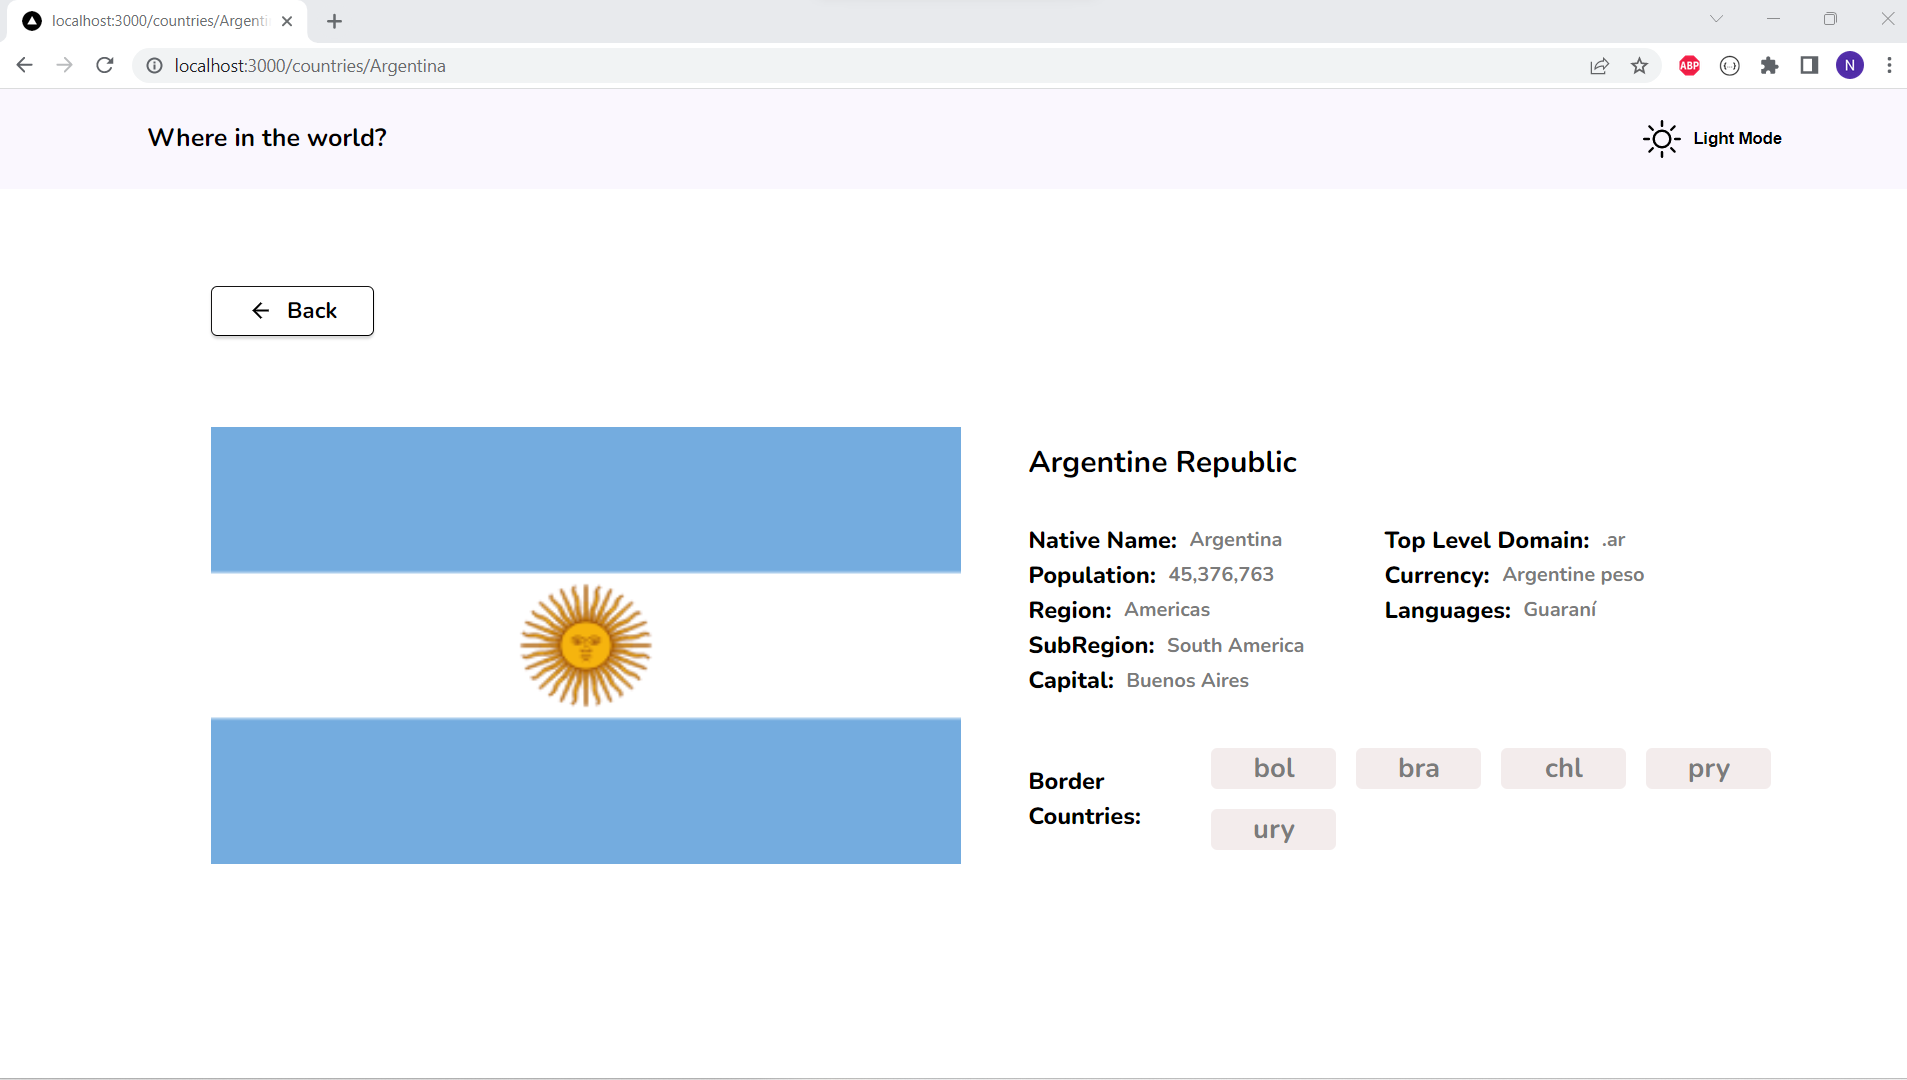 localhost:3000/countries/Argenti
localhost:3000/countries/Argentina
ABP
N
Where in the world?
Light Mode
Back
Argentine Republic
Native Name: Argentina
Population: 45,376,763
Region: Americas
SubRegion: South America
Capital: Buenos Aires
Top Level Domain: .ar
Currency: Argentine peso
Languages: Guaraní
Border Countries:
bol bra chl pry
ury